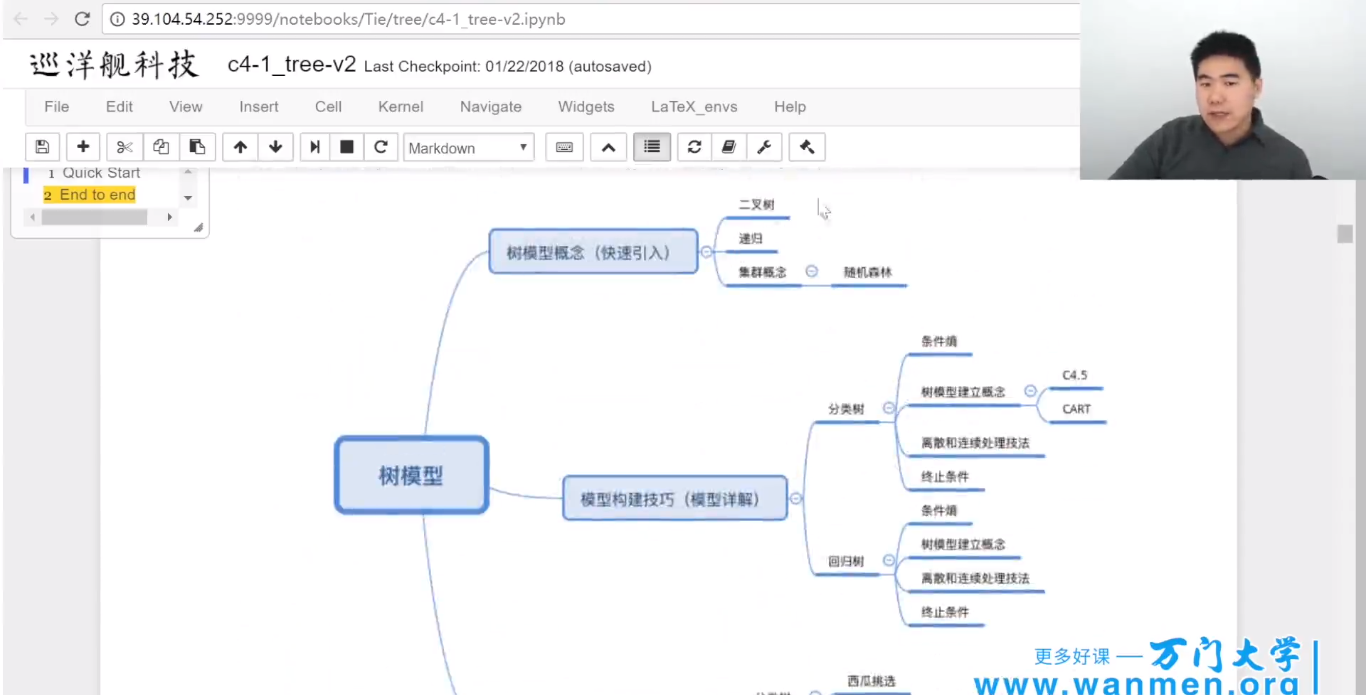 39.104.54.252:9999/notebooks/Tie/tree/c4-1_tree-v2.ipynb
巡洋舰科技 c4-1_tree-v2 Last Checkpoint: 01/22/2018 (autosaved)
File Edit View Insert Cell Kernel Navigate Widgets LaTeX_envs Help
Markdown
1 Quick Start
2 End to end
二叉树
树模型概念（快速引入）
递归
集群概念
随机森林
条件熵
树模型建立概念
C4.5
CART
分类树
离散和连续处理技法
终止条件
树模型
模型构建技巧（模型详解）
条件熵
树模型建立概念
回归树
离散和连续处理技法
终止条件
西瓜挑选
更多好课 — 万门大学
www.wanmen.org